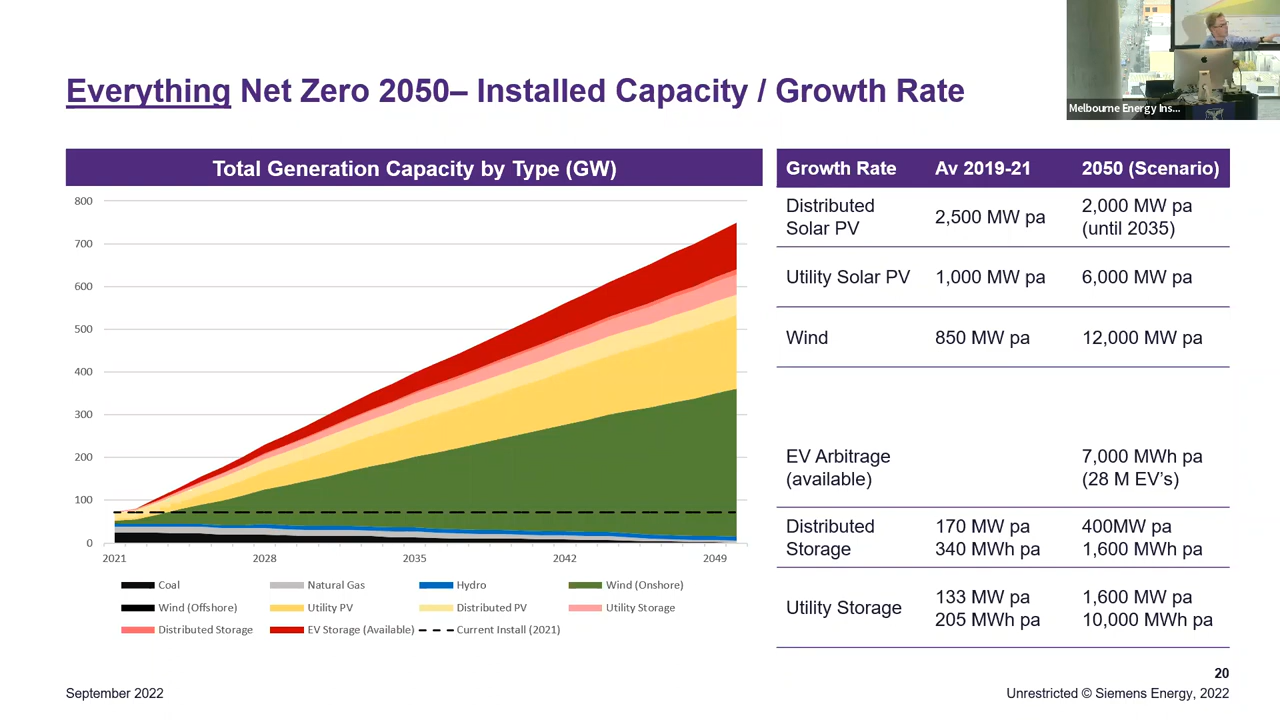 Everything Net Zero 2050– Installed Capacity / Growth Rate
Melbourne Energy Ins...
Total Generation Capacity by Type (GW)
800
700
600
500
400
300
200
100
0
2021 2028 2035 2042 2049
Coal Natural Gas Hydro Wind (Onshore)
Wind (Offshore) Utility PV Distributed PV Utility Storage
Distributed Storage EV Storage (Available) Current Install (2021)
Growth Rate Av 2019-21 2050 (Scenario)
Distributed
Solar PV
2,500 MW pa
2,000 MW pa
(until 2035)
Utility Solar PV 1,000 MW pa 6,000 MW pa
Wind 850 MW pa 12,000 MW pa
EV Arbitrage
(available)
7,000 MWh pa
(28 M EV's)
Distributed
Storage
170 MW pa
340 MWh pa
400MW pa
1,600 MWh pa
Utility Storage
133 MW pa
205 MWh pa
1,600 MW pa
10,000 MWh pa
20
September 2022
Unrestricted © Siemens Energy, 2022